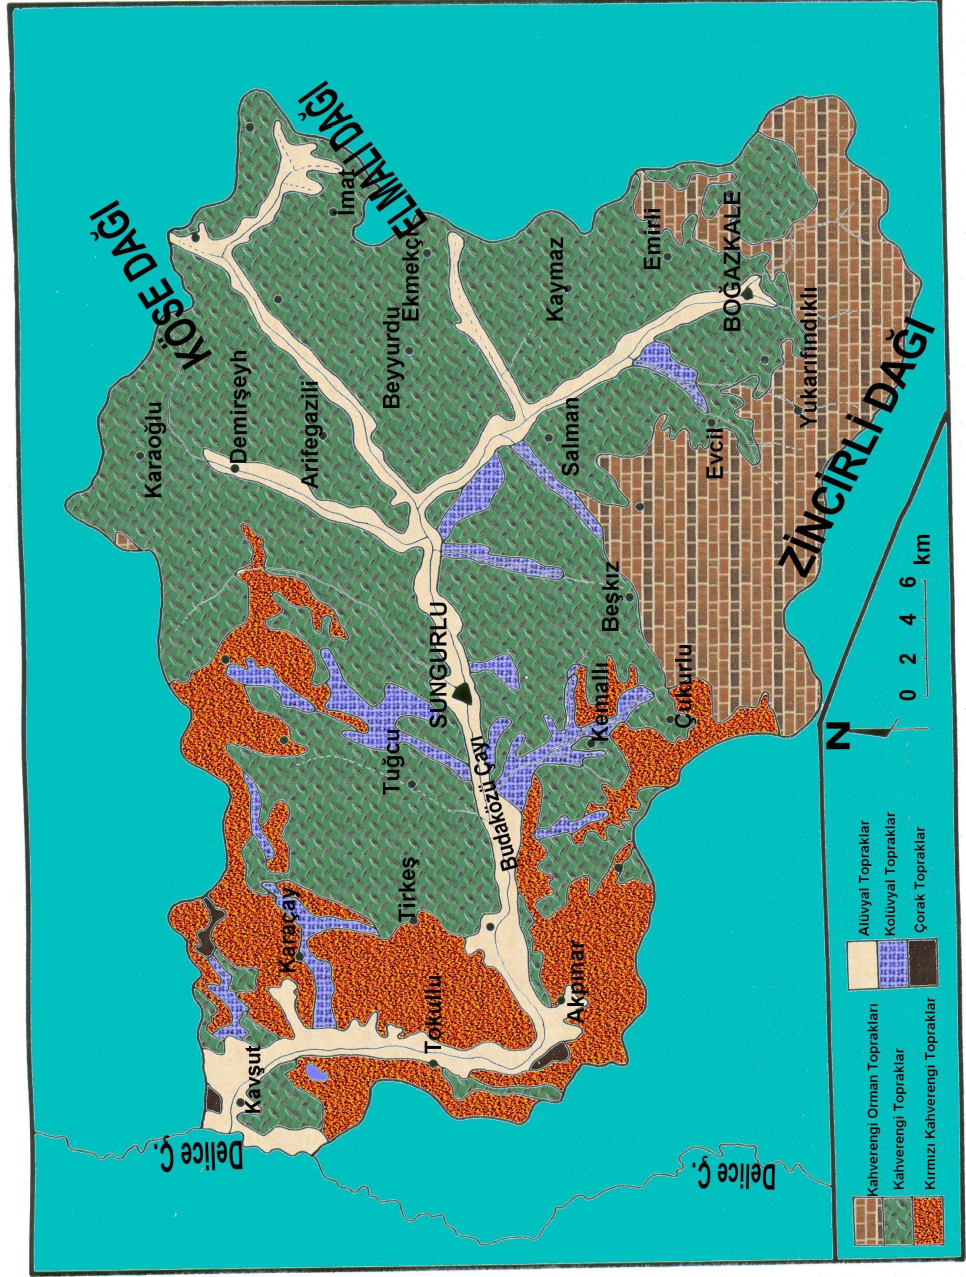 KÖSE DAĞI
ELMALI DAĞI
İmat
Karaoğlu
Demirşeyh
Arifegazili
Beyyurdu
Ekmekçi
Kaymaz
Emirli
BOĞAZKALE
Yukarıfındıklı
Evcil
Salman
ZİNCİRLİ DAĞI
Beşkız
SUNGURLU
Kemallı
Çukurlu
Tuğcu
Budaközü Çayı
Tirkeş
Karaçay
Tokullu
Akpınar
Kavşut
Delice Ç.
Delice Ç.
N
0 2 4 6 km
Kahverengi Orman Toprakları
Kahverengi Topraklar
Kırmızı Kahverengi Topraklar
Alüvyal Topraklar
Kolüvyal Topraklar
Çorak Topraklar